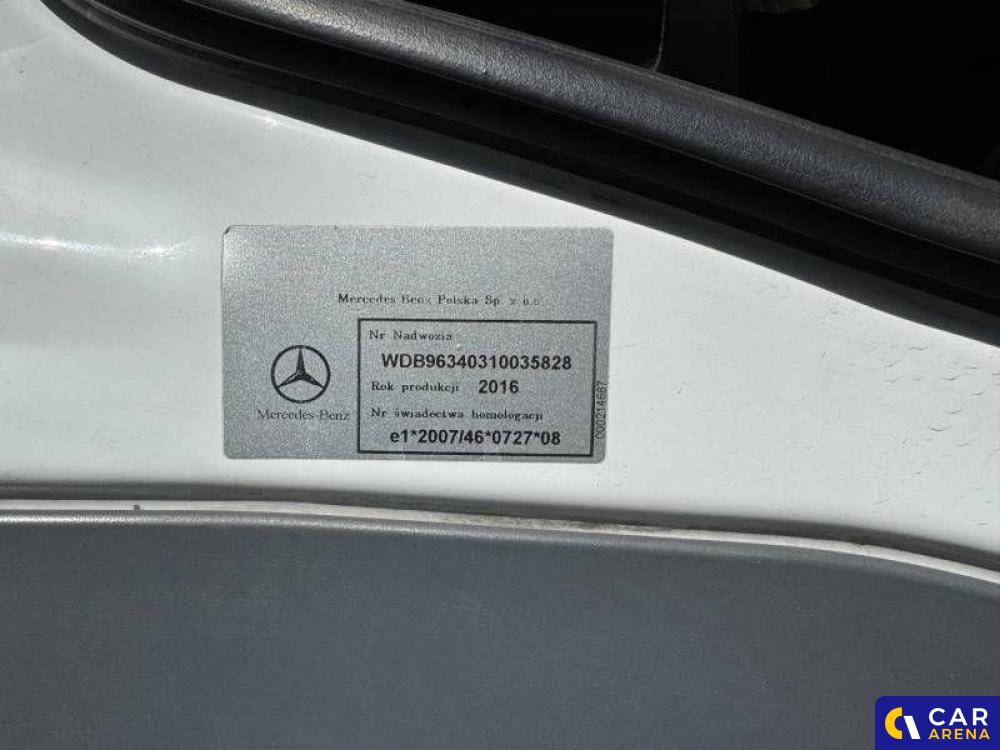 Mercedes Benz Polska Sp. z o.o.
Nr Nadwozia
WDB96340310035828
Rok produkcji 2016
Nr świadectwa homologacji
e1*2007/46*0727*08
Mercedes-Benz
000214667
CAR
ARENA